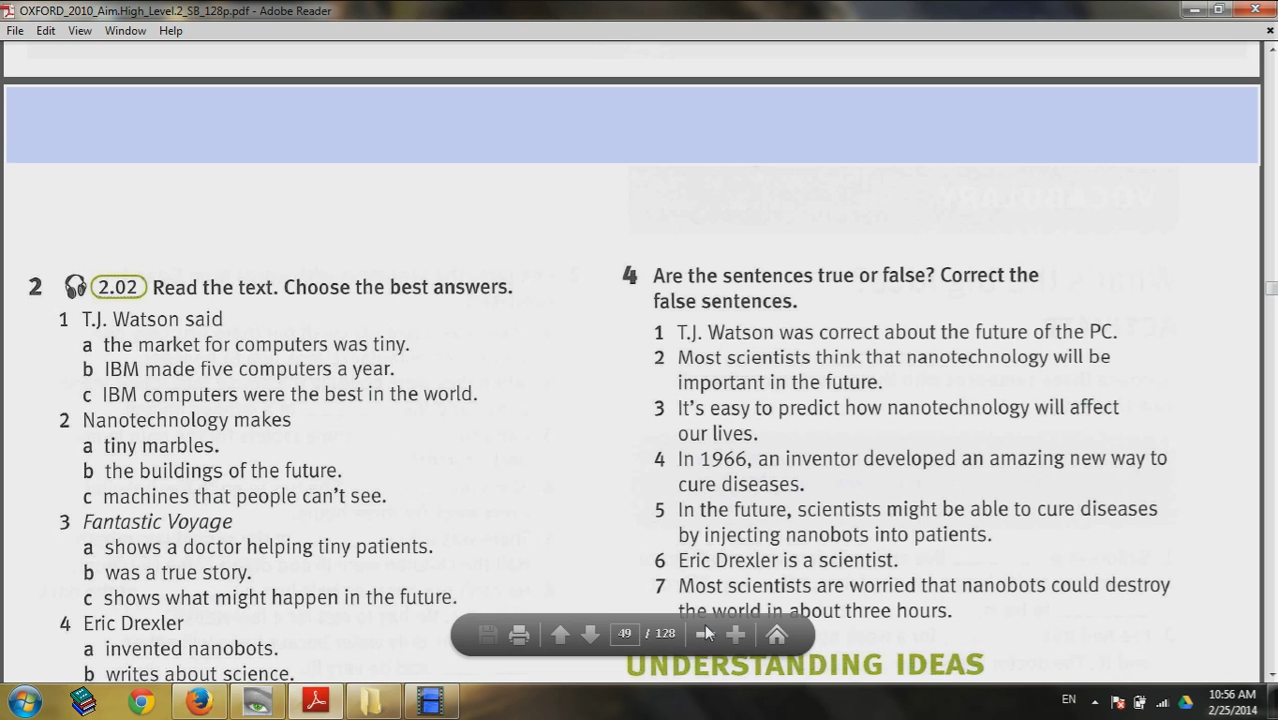 OXFORD_2010_Aim.High_Level.2_SB_128p.pdf - Adobe Reader
File Edit View Window Help
VOCABULARY
2 2.02 Read the text. Choose the best answers.
1 T.J. Watson said
a the market for computers was tiny.
b IBM made five computers a year.
c IBM computers were the best in the world.
2 Nanotechnology makes
a tiny marbles.
b the buildings of the future.
c machines that people can't see.
3 Fantastic Voyage
a shows a doctor helping tiny patients.
b was a true story.
c shows what might happen in the future.
4 Eric Drexler
a invented nanobots.
b writes about science.
4 Are the sentences true or false? Correct the
false sentences.
1 T.J. Watson was correct about the future of the PC.
2 Most scientists think that nanotechnology will be
important in the future.
3 It's easy to predict how nanotechnology will affect
our lives.
4 In 1966, an inventor developed an amazing new way to
cure diseases.
5 In the future, scientists might be able to cure diseases
by injecting nanobots into patients.
6 Eric Drexler is a scientist.
7 Most scientists are worried that nanobots could destroy
the world in about three hours.
49 / 128
UNDERSTANDING IDEAS
EN
10:56 AM
2/25/2014